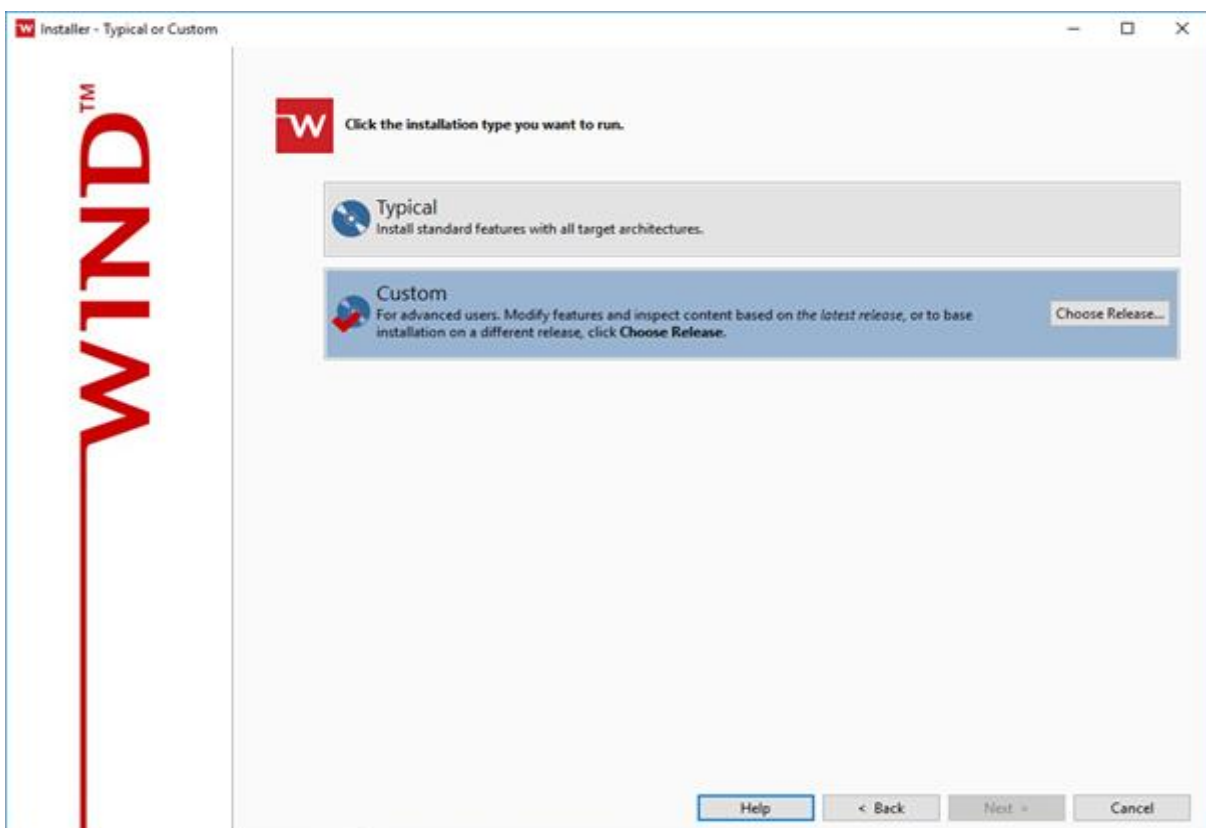 Installer - Typical or Custom
WIND™
W
Click the installation type you want to run.
Typical
Install standard features with all target architectures.
Custom
For advanced users. Modify features and inspect content based on the latest release, or to base
installation on a different release, click Choose Release.
Choose Release...
Help
< Back
Next >
Cancel